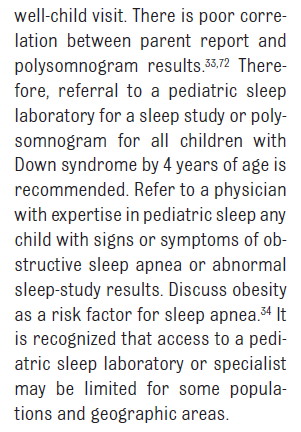 well-child visit. There is poor corre-
lation between parent report and
polysomnogram results.33,72 There-
fore, referral to a pediatric sleep
laboratory for a sleep study or poly-
somnogram for all children with
Down syndrome by 4 years of age is
recommended. Refer to a physician
with expertise in pediatric sleep any
child with signs or symptoms of ob-
structive sleep apnea or abnormal
sleep-study results. Discuss obesity
as a risk factor for sleep apnea.34 It
is recognized that access to a pedi-
atric sleep laboratory or specialist
may be limited for some popula-
tions and geographic areas.